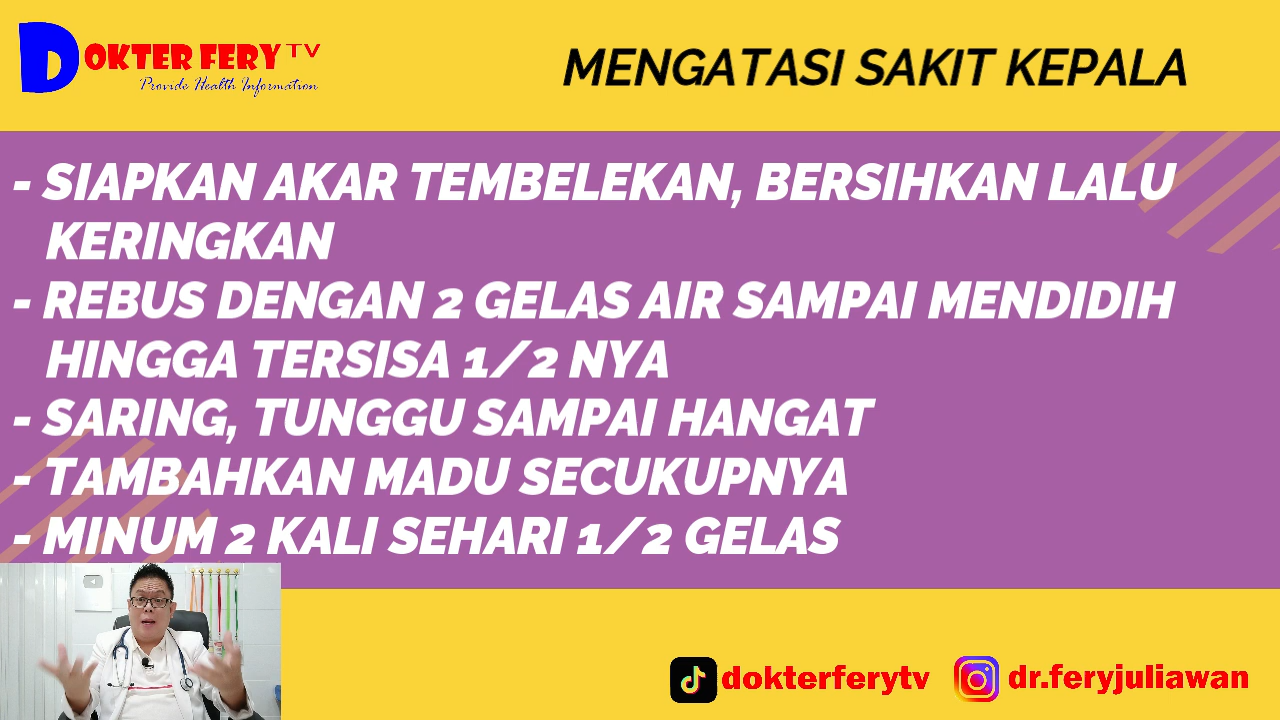 DOKTER FERY TV
Provide Health Information
MENGATASI SAKIT KEPALA
- SIAPKAN AKAR TEMBELEKAN, BERSIHKAN LALU
KERINGKAN
- REBUS DENGAN 2 GELAS AIR SAMPAI MENDIDIH
HINGGA TERSISA 1/2 NYA
- SARING, TUNGGU SAMPAI HANGAT
- TAMBAHKAN MADU SECUKUPNYA
- MINUM 2 KALI SEHARI 1/2 GELAS
dokterferytv
dr.feryjuliawan